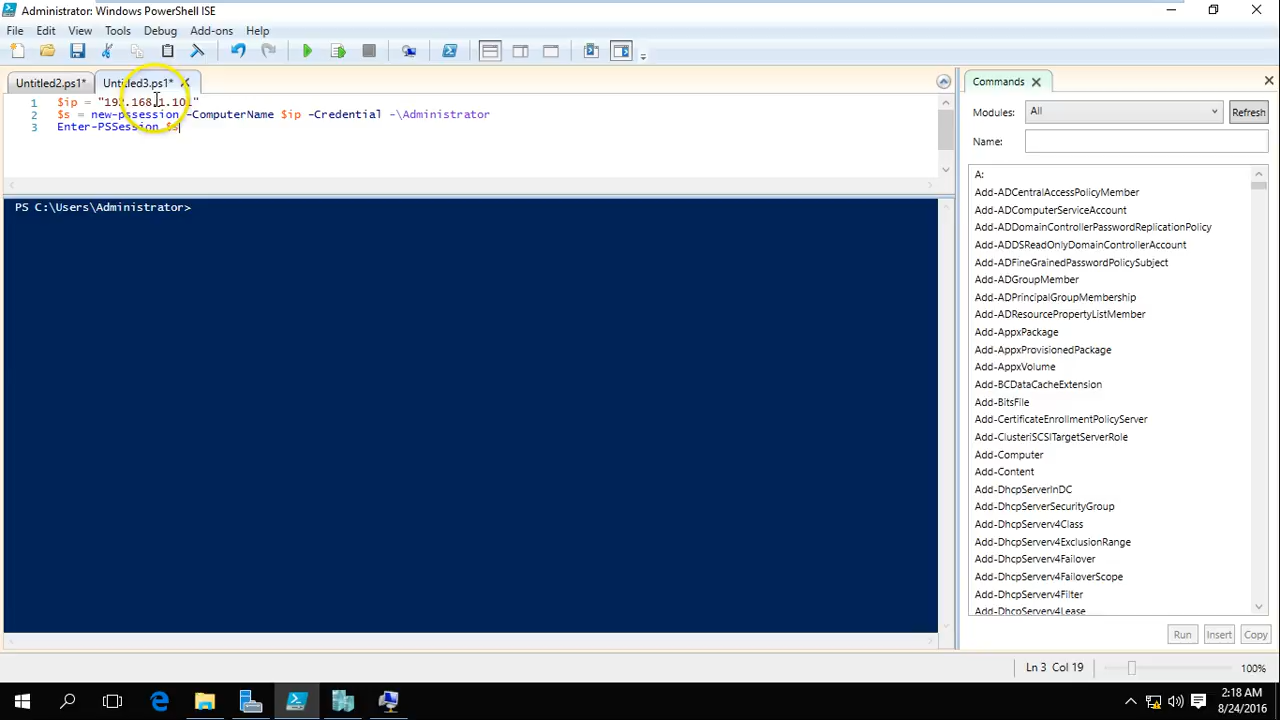 Administrator: Windows PowerShell ISE
File Edit View Tools Debug Add-ons Help
Untitled2.ps1* Untitled3.ps1*
1 $ip = "192.168.1.101"
2 $s = new-pssession -ComputerName $ip -Credential ~\Administrator
3 Enter-PSSession $s
PS C:\Users\Administrator>
Commands
Modules: All Refresh
Name:
A:
Add-ADCentralAccessPolicyMember
Add-ADComputerServiceAccount
Add-ADDomainControllerPasswordReplicationPolicy
Add-ADDSReadOnlyDomainControllerAccount
Add-ADFineGrainedPasswordPolicySubject
Add-ADGroupMember
Add-ADPrincipalGroupMembership
Add-ADResourcePropertyListMember
Add-AppxPackage
Add-AppxProvisionedPackage
Add-AppxVolume
Add-BCDataCacheExtension
Add-BitsFile
Add-CertificateEnrollmentPolicyServer
Add-ClusteriSCSITargetServerRole
Add-Computer
Add-Content
Add-DhcpServerInDC
Add-DhcpServerSecurityGroup
Add-DhcpServerv4Class
Add-DhcpServerv4ExclusionRange
Add-DhcpServerv4Failover
Add-DhcpServerv4FailoverScope
Add-DhcpServerv4Filter
Add-DhcpServerv4Lease
Run Insert Copy
Ln 3 Col 19 100%
2:18 AM
8/24/2016